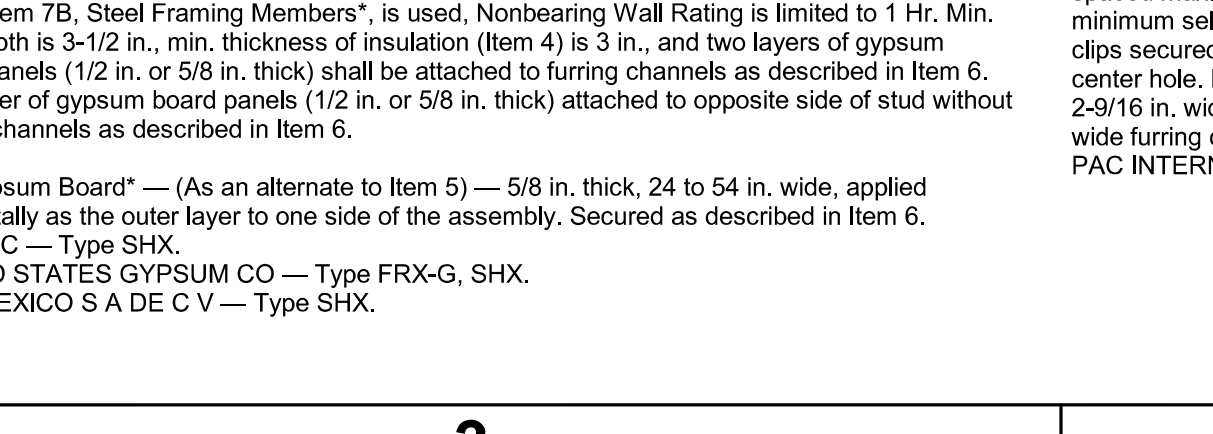 em 7B, Steel Framing Members*, is used, Nonbearing Wall Rating is limited to 1 Hr. Min.
pth is 3-1/2 in., min. thickness of insulation (Item 4) is 3 in., and two layers of gypsum
anels (1/2 in. or 5/8 in. thick) shall be attached to furring channels as described in Item 6.
er of gypsum board panels (1/2 in. or 5/8 in. thick) attached to opposite side of stud without
channels as described in Item 6.
osum Board* — (As an alternate to Item 5) — 5/8 in. thick, 24 to 54 in. wide, applied
tally as the outer layer to one side of the assembly. Secured as described in Item 6.
C — Type SHX.
D STATES GYPSUM CO — Type FRX-G, SHX.
EXICO S A DE C V — Type SHX.
minimum sel
clips secured
center hole.
2-9/16 in. wid
wide furring
PAC INTERN